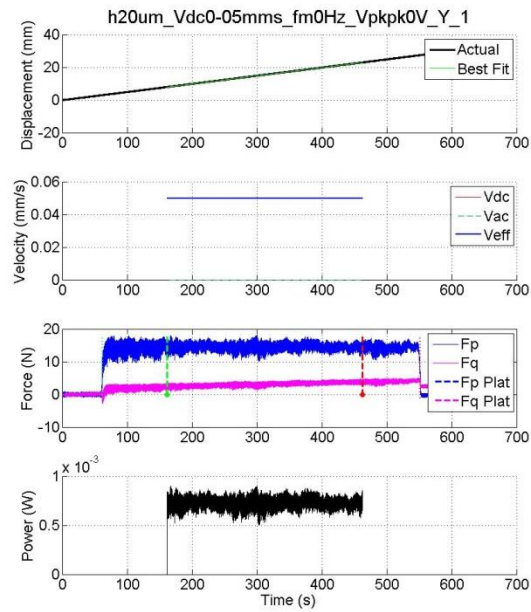 h20um_Vdc0-05mms_fm0Hz_Vpkpk0V_Y_1
Displacement (mm)
40
20
0
-20
0 100 200 300 400 500 600 700
Actual
Best Fit
Velocity (mm/s)
0.06
0.04
0.02
0
0 100 200 300 400 500 600 700
Vdc
Vac
Veff
Force (N)
20
10
0
-10
0 100 200 300 400 500 600 700
Fp
Fq
Fp Plat
Fq Plat
Power (W)
x 10⁻³
1
0.5
0
0 100 200 300 400 500 600 700
Time (s)